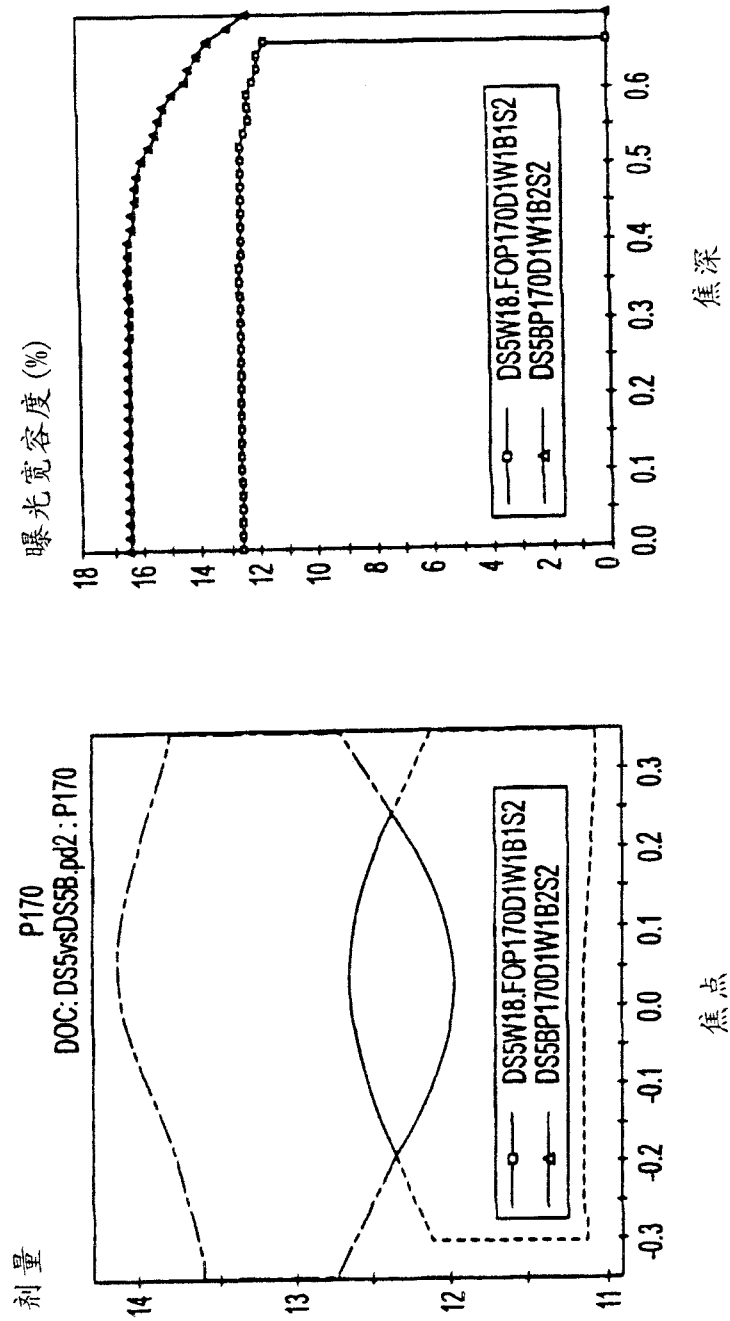 剂量
P170
DOC: DS5vsDS5B.pd2 : P170
14
13
12
11
DS5W18.FOP170D1W1B1S2
DS5BP170D1W1B2S2
-0.3
-0.2
-0.1
0.0
0.1
0.2
0.3
焦点
曝光宽容度(%)
18
16
14
12
10
8
6
4
2
0
DS5W18.FOP170D1W1B1S2
DS5BP170D1W1B2S2
0.0
0.1
0.2
0.3
0.4
0.5
0.6
焦深